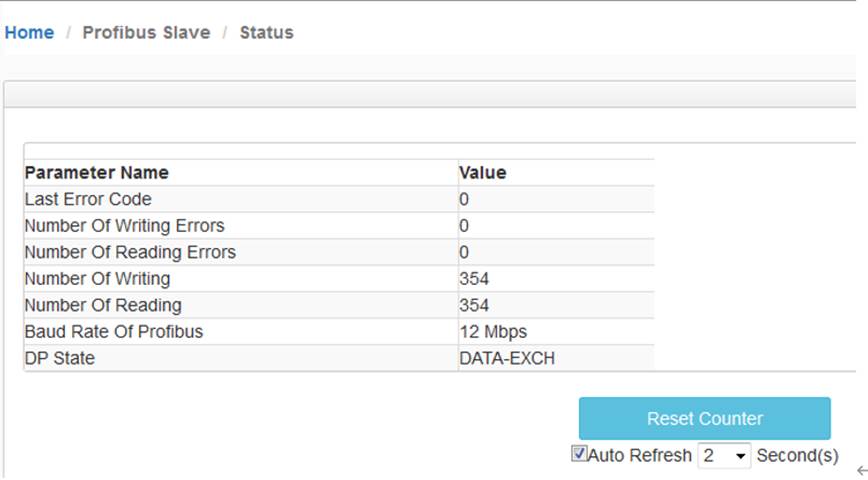 Home / Profibus Slave / Status
Parameter Name Value
Last Error Code 0
Number Of Writing Errors 0
Number Of Reading Errors 0
Number Of Writing 354
Number Of Reading 354
Baud Rate Of Profibus 12 Mbps
DP State DATA-EXCH
Reset Counter
Auto Refresh 2 Second(s)